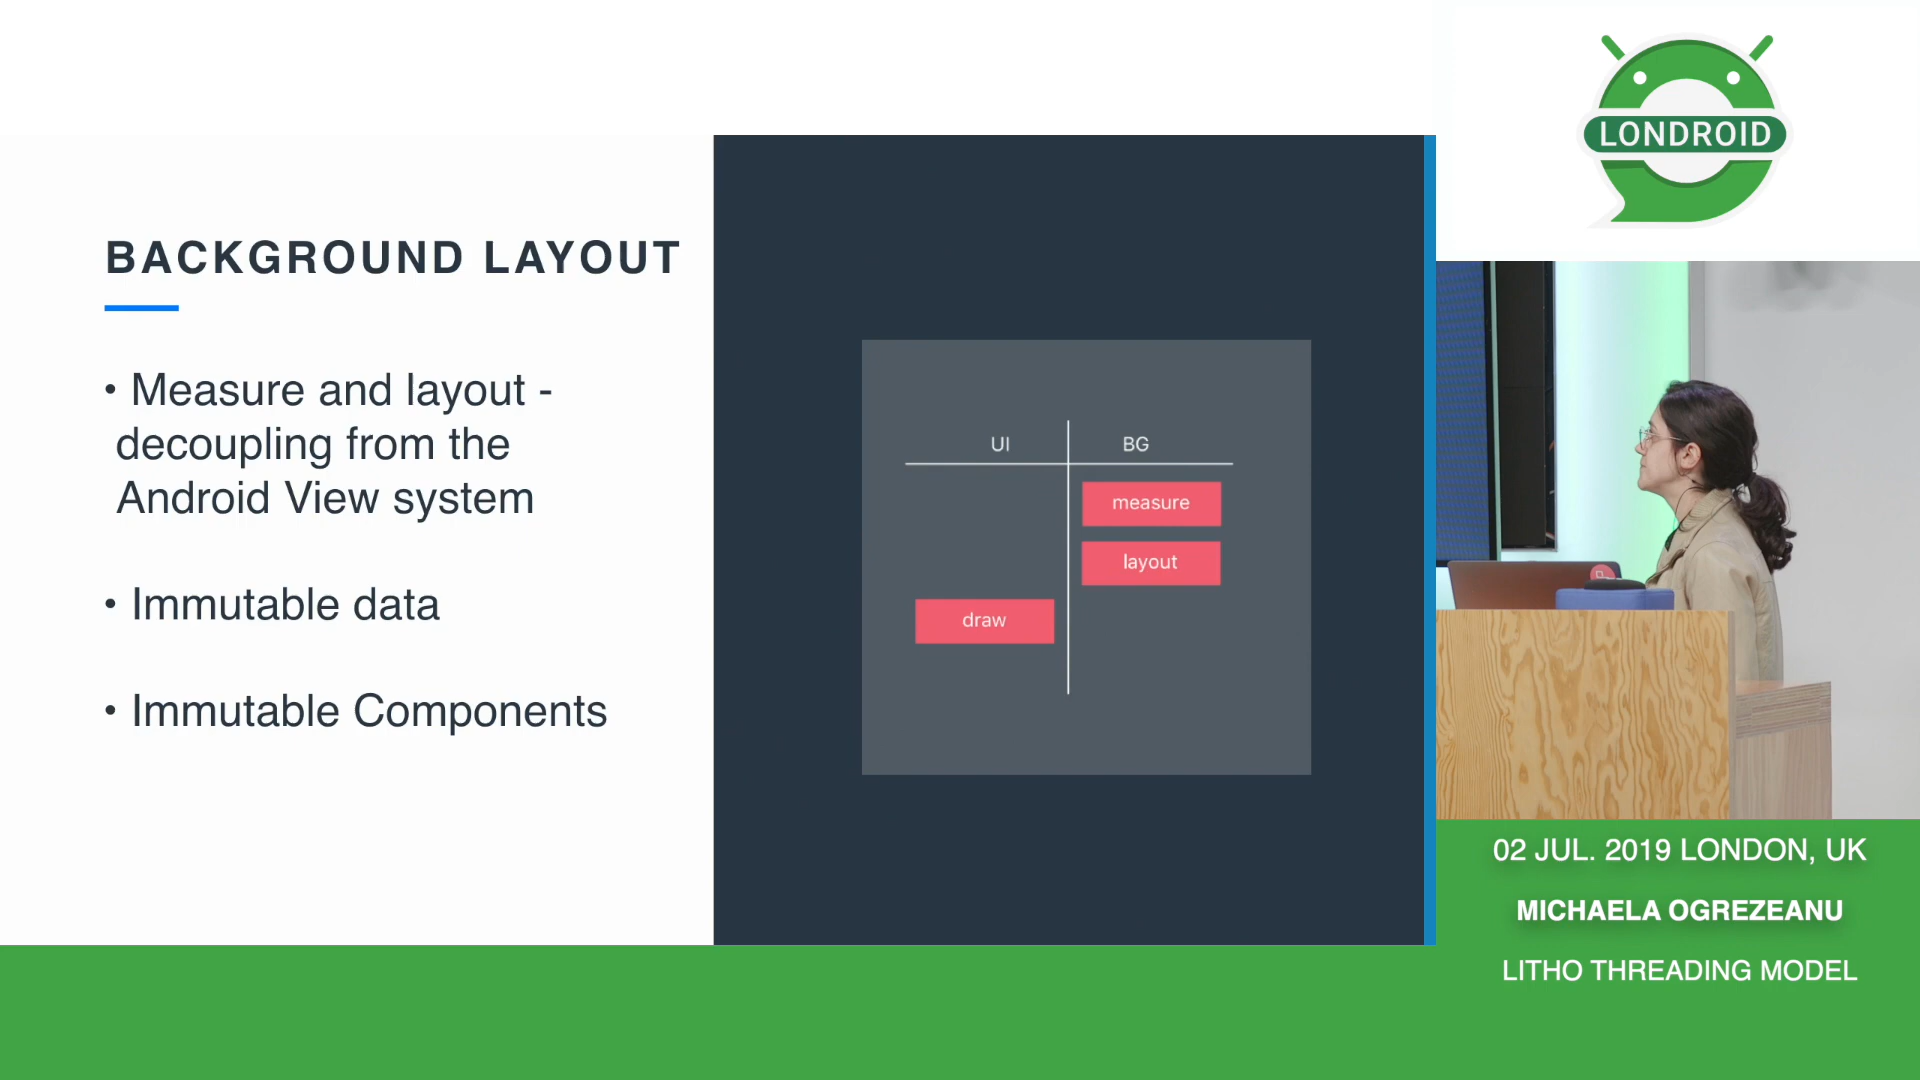 BACKGROUND LAYOUT
• Measure and layout -
decoupling from the
Android View system
• Immutable data
• Immutable Components
UI BG
measure
layout
draw
LONDROID
02 JUL. 2019 LONDON, UK
MICHAELA OGREZEANU
LITHO THREADING MODEL